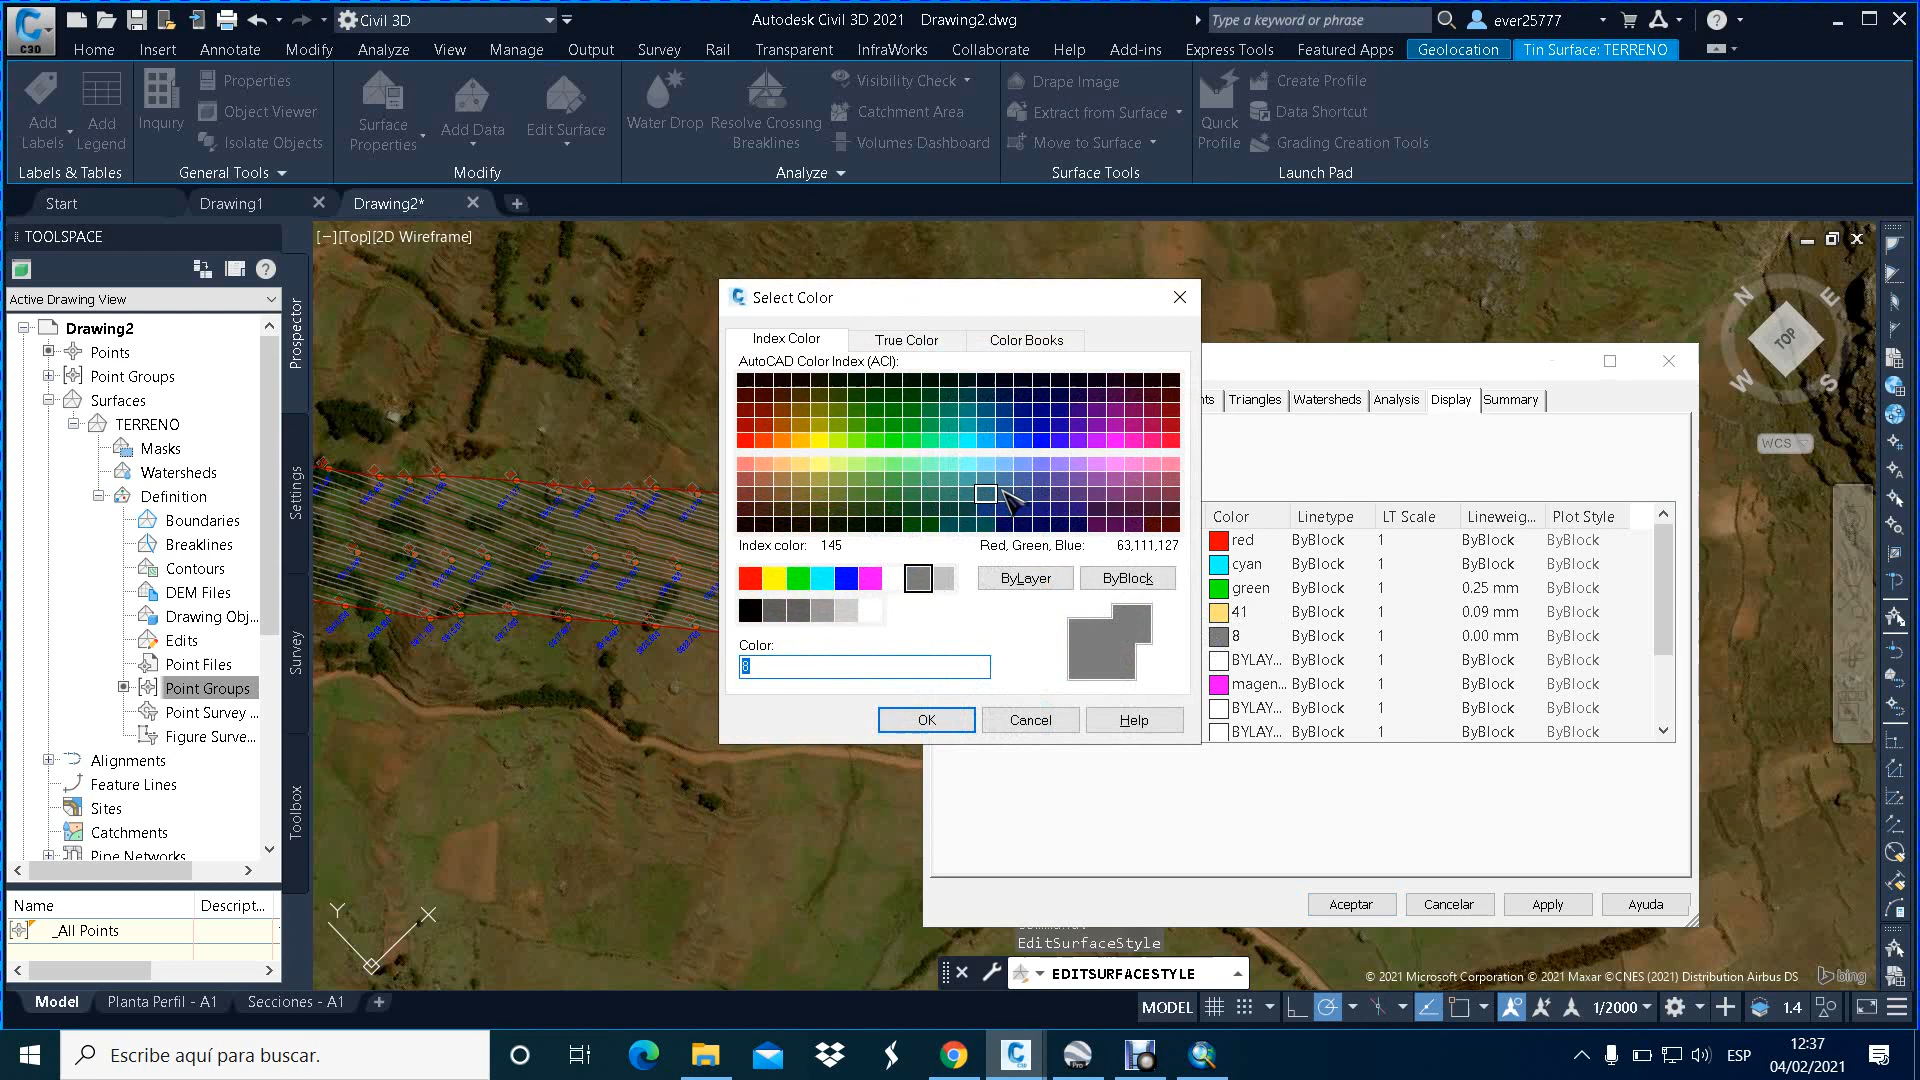 Civil 3D
Autodesk Civil 3D 2021 Drawing2.dwg
Type a keyword or phrase
ever25777
C3D
Home Insert Annotate Modify Analyze View Manage Output Survey Rail Transparent InfraWorks Collaborate Help Add-ins Express Tools Featured Apps Geolocation Tin Surface: TERRENO
Add Labels
Add Legend
Inquiry
Properties
Object Viewer
Isolate Objects
Surface Properties
Add Data
Edit Surface
Water Drop
Resolve Crossing Breaklines
Visibility Check
Catchment Area
Volumes Dashboard
Drape Image
Extract from Surface
Move to Surface
Quick Profile
Create Profile
Data Shortcut
Grading Creation Tools
Labels & Tables
General Tools
Modify
Analyze
Surface Tools
Launch Pad
Start
Drawing1
Drawing2*
TOOLSPACE
Active Drawing View
Drawing2
Points
Point Groups
Surfaces
TERRENO
Masks
Watersheds
Definition
Boundaries
Breaklines
Contours
DEM Files
Drawing Obj...
Edits
Point Files
Point Groups
Point Survey ...
Figure Surve...
Alignments
Feature Lines
Sites
Catchments
Pipe Networks
Prospector
Settings
Survey
Toolbox
Name Descript...
_All Points
[−][Top][2D Wireframe]
Select Color
Index Color
True Color
Color Books
AutoCAD Color Index (ACI):
Index color: 145
Red, Green, Blue: 63,111,127
ByLayer
ByBlock
Color:
8
OK
Cancel
Help
nts Triangles Watersheds Analysis Display Summary
Color Linetype LT Scale Lineweig... Plot Style
red ByBlock 1 ByBlock ByBlock
cyan ByBlock 1 ByBlock ByBlock
green ByBlock 1 0.25 mm ByBlock
41 ByBlock 1 0.09 mm ByBlock
8 ByBlock 1 0.00 mm ByBlock
BYLAY... ByBlock 1 ByBlock ByBlock
magen... ByBlock 1 ByBlock ByBlock
BYLAY... ByBlock 1 ByBlock ByBlock
BYLAY... ByBlock 1 ByBlock ByBlock
Aceptar
Cancelar
Apply
Ayuda
N
E
TOP
W
S
WCS
Y
X
EditSurfaceStyle
EDITSURFACESTYLE
© 2021 Microsoft Corporation © 2021 Maxar ©CNES (2021) Distribution Airbus DS
bing
Model
Planta Perfil - A1
Secciones - A1
MODEL
1/2000
1.4
Escribe aquí para buscar.
ESP
12:37
04/02/2021